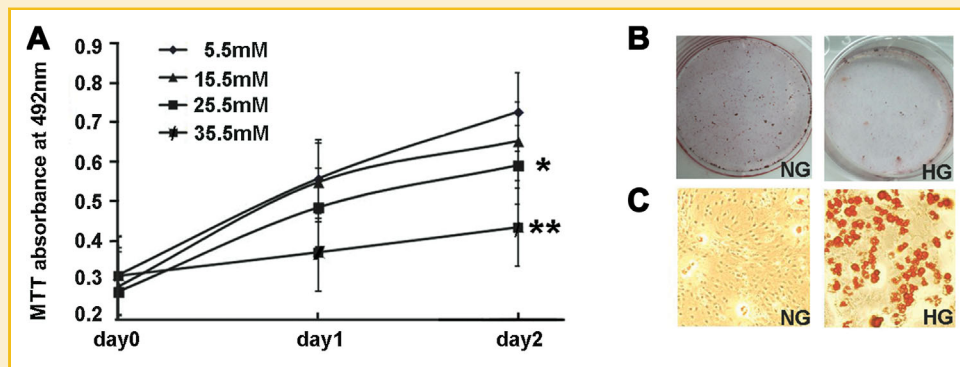 A
MTT absorbance at 492nm
0.9
0.8
0.7
0.6
0.5
0.4
0.3
0.2
day0
day1
day2
5.5mM
15.5mM
25.5mM
35.5mM
*
**
B
NG
HG
C
NG
HG